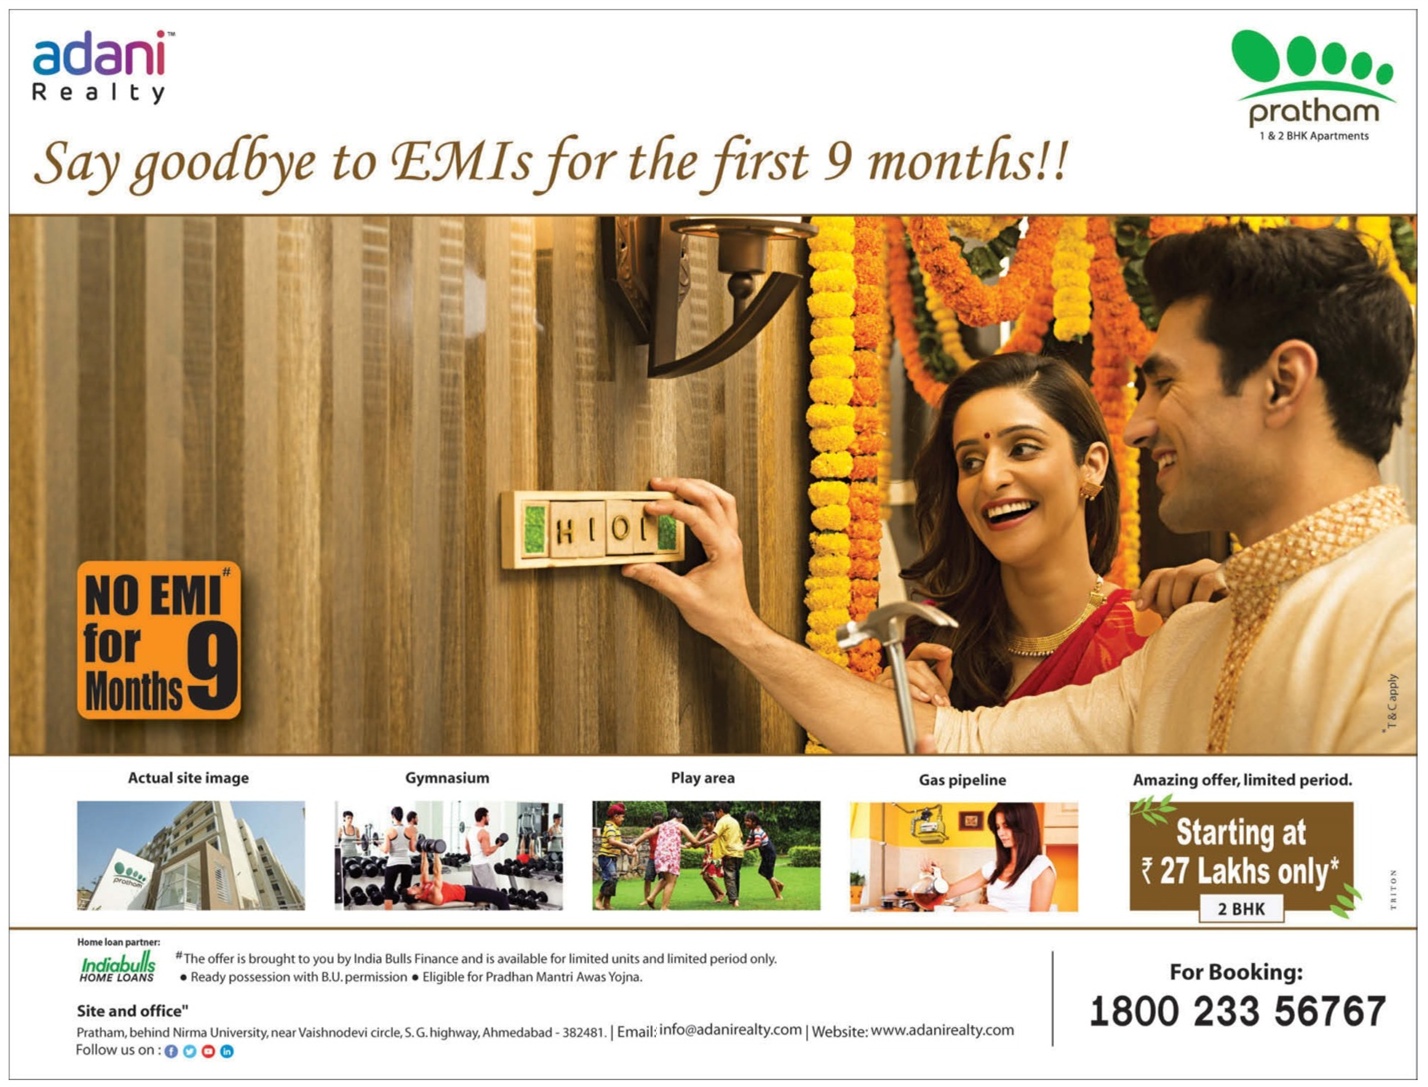 adani™
Realty
pratham
1 & 2 BHK Apartments
Say goodbye to EMIs for the first 9 months!!
H 1 0 1
NO EMI#
for 9
Months
*T & C apply
Actual site image
Gymnasium
Play area
Gas pipeline
Amazing offer, limited period.
pratham
Starting at
₹ 27 Lakhs only*
2 BHK
TRITON
Home loan partner:
Indiabulls
HOME LOANS
#The offer is brought to you by India Bulls Finance and is available for limited units and limited period only.
● Ready possession with B.U. permission ● Eligible for Pradhan Mantri Awas Yojna.
Site and office"
Pratham, behind Nirma University, near Vaishnodevi circle, S. G. highway, Ahmedabad - 382481. | Email: info@adanirealty.com | Website: www.adanirealty.com
Follow us on :
For Booking:
1800 233 56767